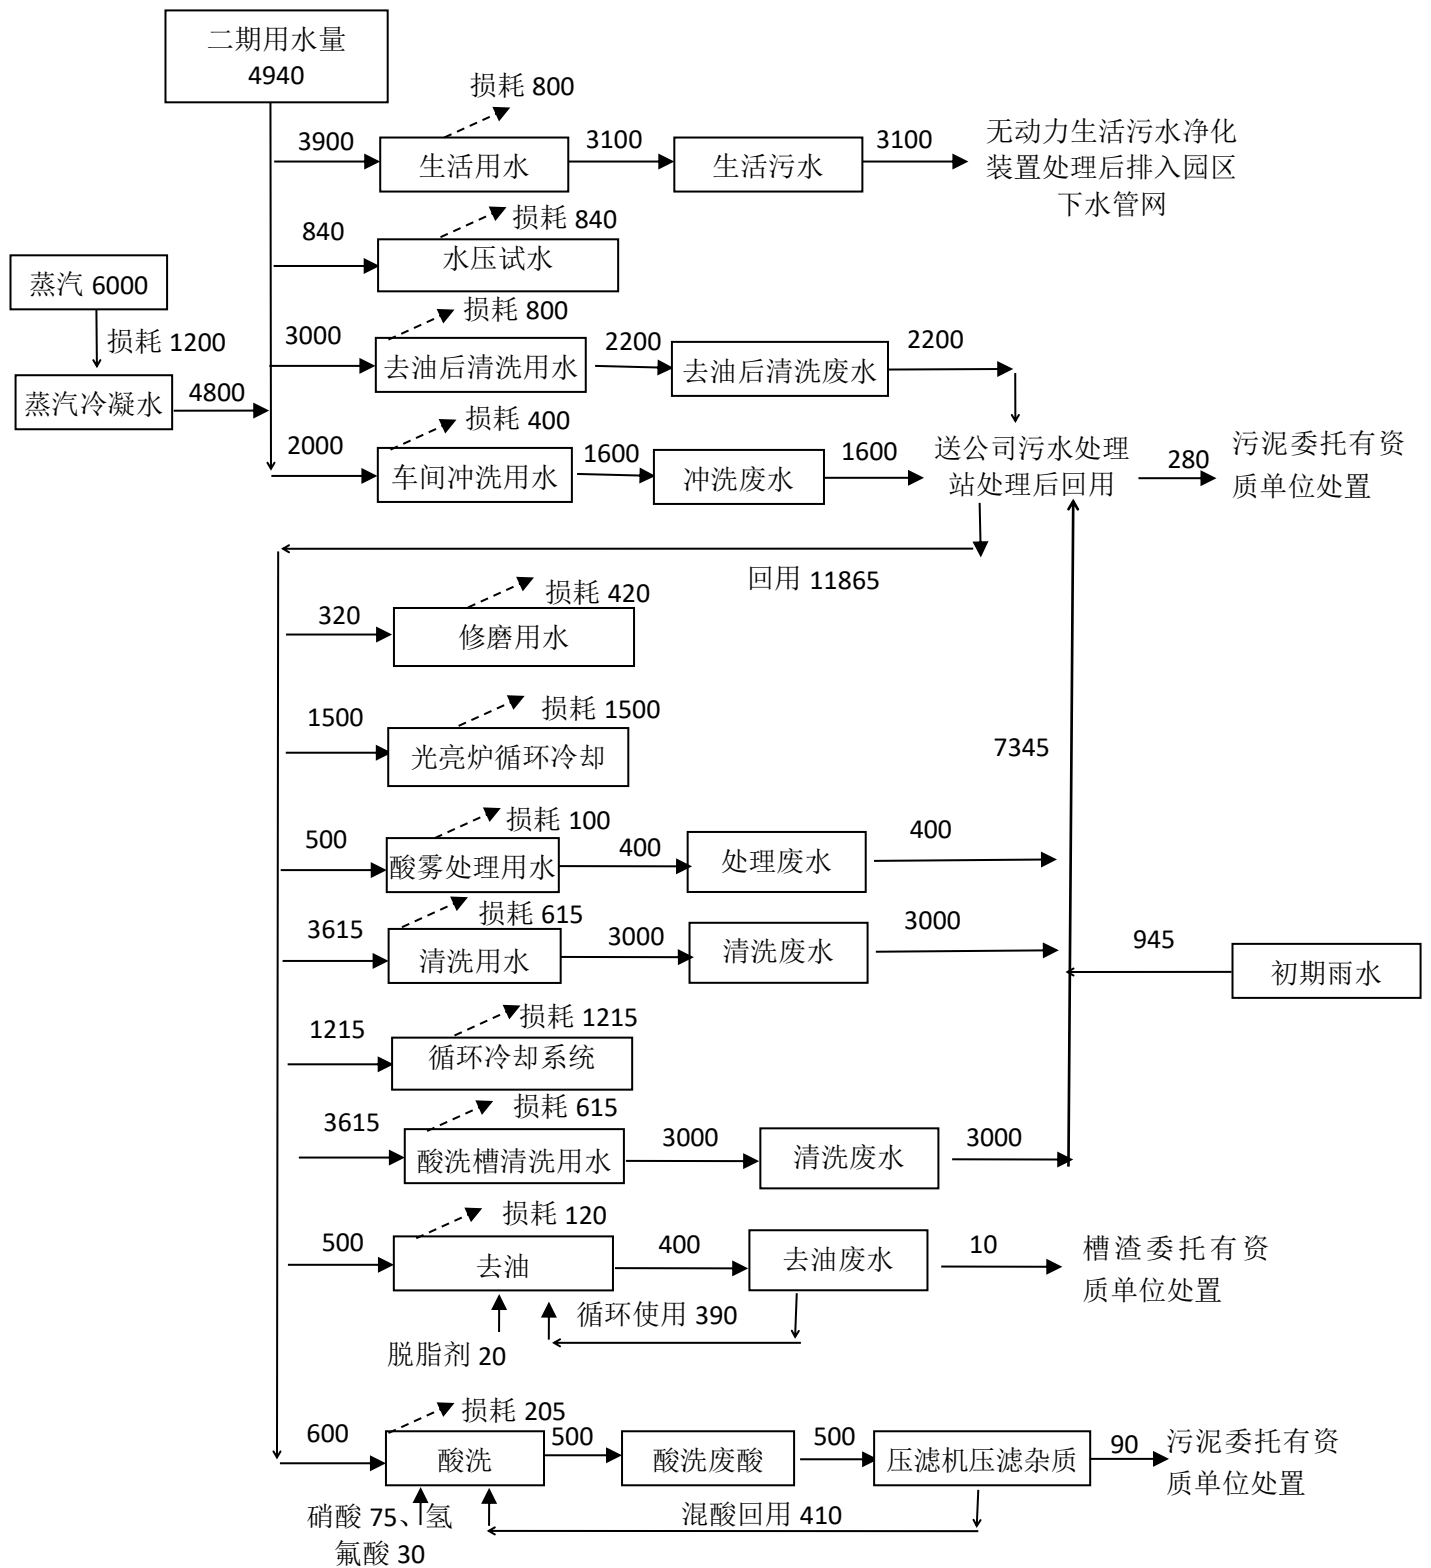 二期用水量
4940
损耗 800
3900
生活用水
3100
生活污水
3100
无动力生活污水净化
装置处理后排入园区
下水管网
损耗 840
840
水压试水
蒸汽 6000
损耗 1200
蒸汽冷凝水
4800
损耗 800
3000
去油后清洗用水
2200
去油后清洗废水
2200
损耗 400
2000
车间冲洗用水
1600
冲洗废水
1600
送公司污水处理
站处理后回用
280
污泥委托有资
质单位处置
回用 11865
损耗 420
320
修磨用水
损耗 1500
1500
光亮炉循环冷却
7345
损耗 100
500
酸雾处理用水
400
处理废水
400
损耗 615
3615
清洗用水
3000
清洗废水
3000
945
初期雨水
损耗 1215
1215
循环冷却系统
损耗 615
3615
酸洗槽清洗用水
3000
清洗废水
3000
损耗 120
500
去油
400
去油废水
10
槽渣委托有资
质单位处置
循环使用 390
脱脂剂 20
损耗 205
600
酸洗
500
酸洗废酸
500
压滤机压滤杂质
90
污泥委托有资
质单位处置
硝酸 75、氢
氟酸 30
混酸回用 410